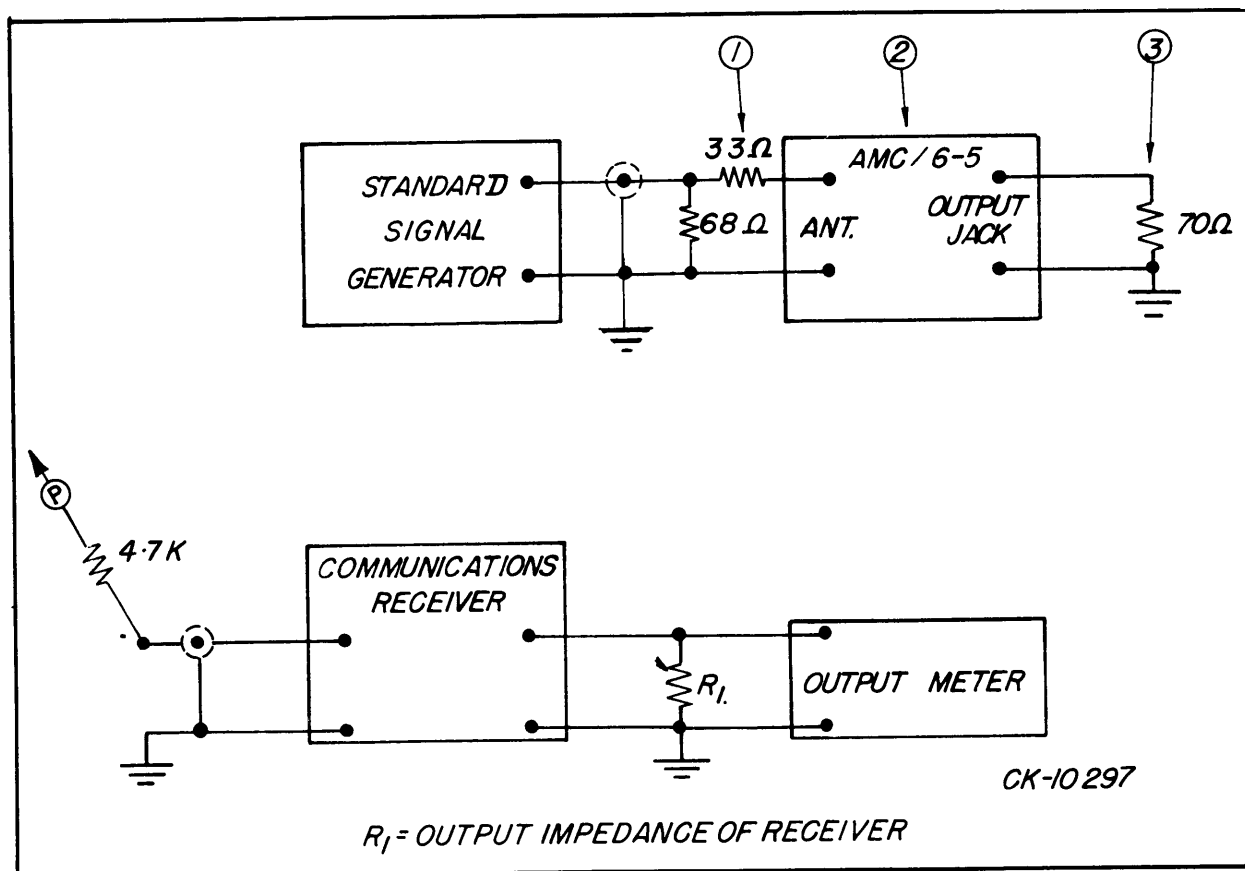 ①
②
③
33Ω
AMC/6-5
STANDARD
SIGNAL
GENERATOR
68Ω
ANT.
OUTPUT
JACK
70Ω
P
4.7K
COMMUNICATIONS
RECEIVER
R1.
OUTPUT METER
CK-10297
R1 = OUTPUT IMPEDANCE OF RECEIVER